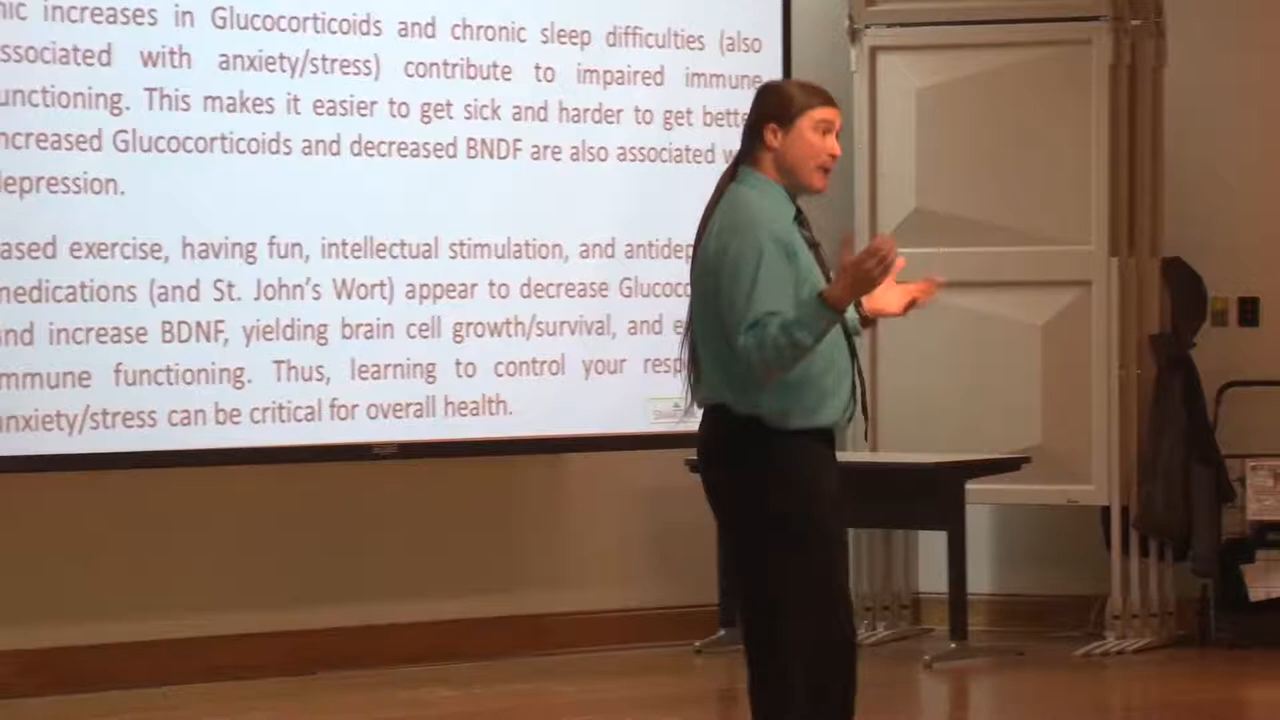 nic increases in Glucocorticoids and chronic sleep difficulties (also
ssociated with anxiety/stress) contribute to impaired immune
unctioning. This makes it easier to get sick and harder to get bette
ncreased Glucocorticoids and decreased BNDF are also associated w
epression.
ased exercise, having fun, intellectual stimulation, and antidep
nedications (and St. John's Wort) appear to decrease Glucoc
nd increase BDNF, yielding brain cell growth/survival, and e
mmune functioning. Thus, learning to control your resp
anxiety/stress can be critical for overall health.